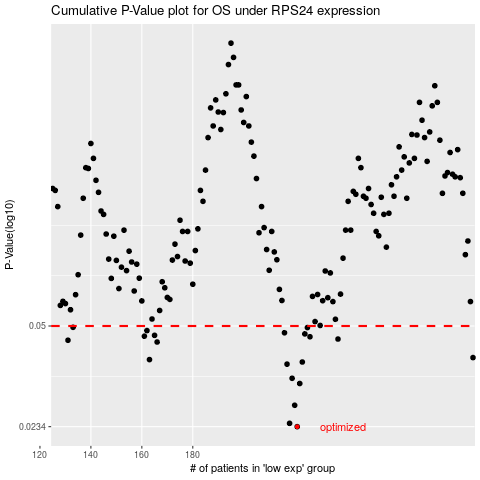 Cumulative P-Value plot for OS under RPS24 expression
P-Value(log10)
0.05
0.0234
optimized
120 140 160 180
# of patients in 'low exp' group